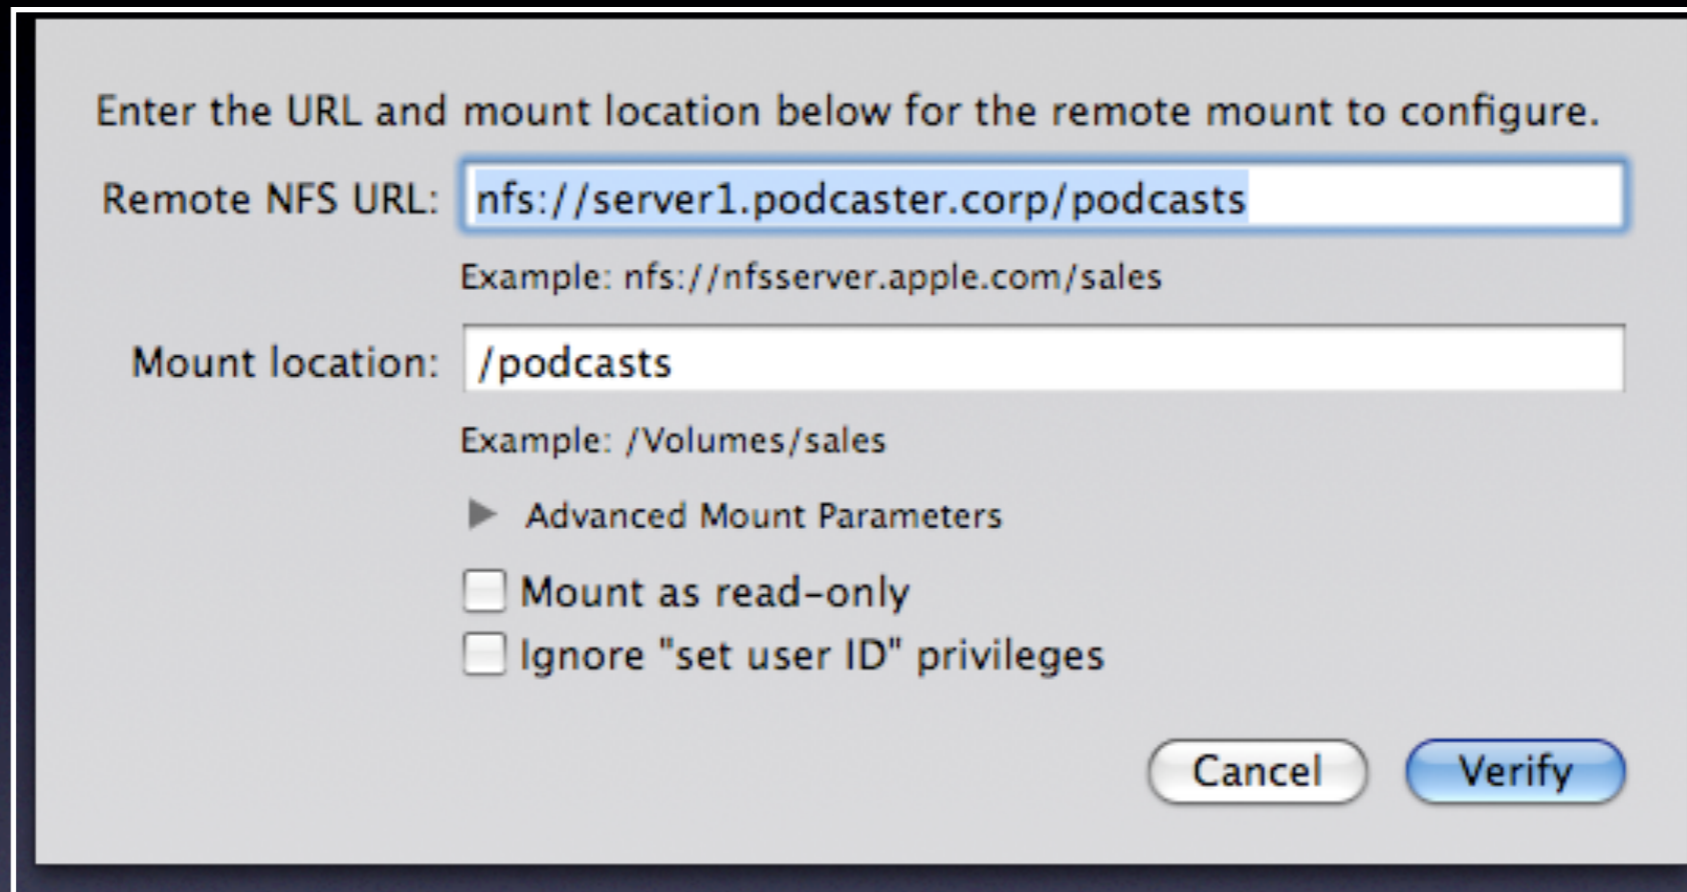 Enter the URL and mount location below for the remote mount to configure.
Remote NFS URL: nfs://server1.podcaster.corp/podcasts
Example: nfs://nfsserver.apple.com/sales
Mount location: /podcasts
Example: /Volumes/sales
Advanced Mount Parameters
Mount as read-only
Ignore "set user ID" privileges
Cancel Verify